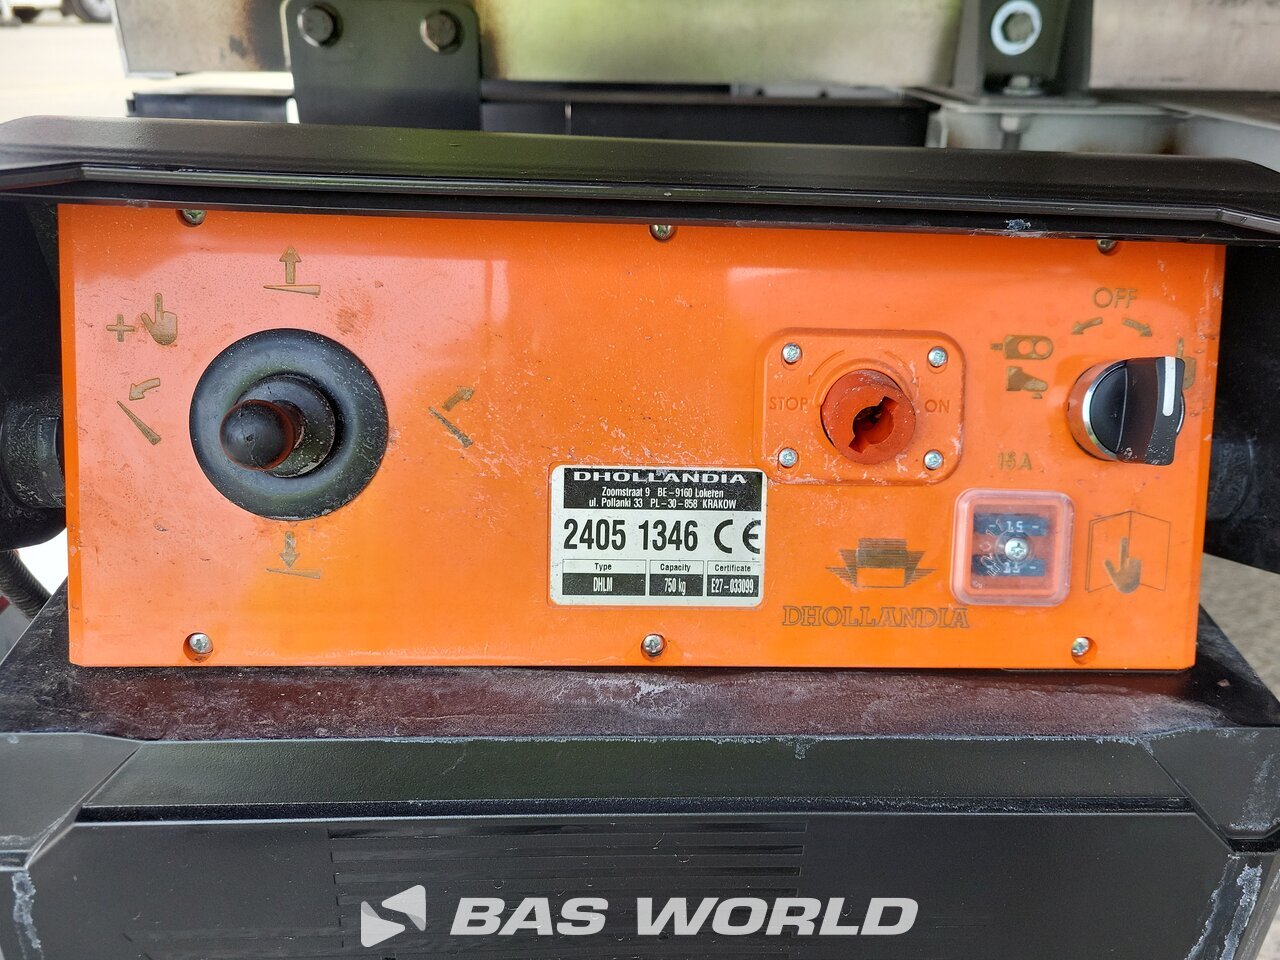 OFF
STOP
ON
15A
DHOLLANDIA
Zoomstraat 9 BE-9160 Lokeren
ul. Pollanki 33 PL-30-858 KRAKOW
2405 1346 CE
Type Capacity Certificate
DHLM 750 kg E27-033099
15
DHOLLANDIA
BAS WORLD